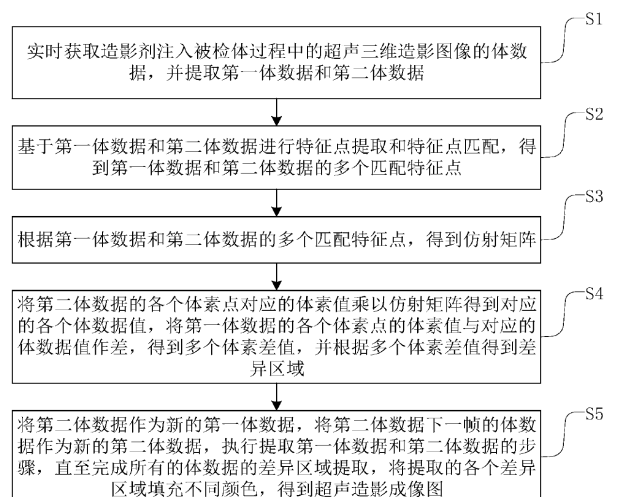 S1
实时获取造影剂注入被检体过程中的超声三维造影图像的体数
据，并提取第一体数据和第二体数据
S2
基于第一体数据和第二体数据进行特征点提取和特征点匹配，得
到第一体数据和第二体数据的多个匹配特征点
S3
根据第一体数据和第二体数据的多个匹配特征点，得到仿射矩阵
S4
将第二体数据的各个体素点对应的体素值乘以仿射矩阵得到对应
的各个体数据值，将第一体数据的各个体素点的体素值与对应的
体数据值作差，得到多个体素差值，并根据多个体素差值得到差
异区域
S5
将第二体数据作为新的第一体数据，将第二体数据下一帧的体数
据作为新的第二体数据，执行提取第一体数据和第二体数据的步
骤，直至完成所有的体数据的差异区域提取，将提取的各个差异
区域填充不同颜色，得到超声造影成像图